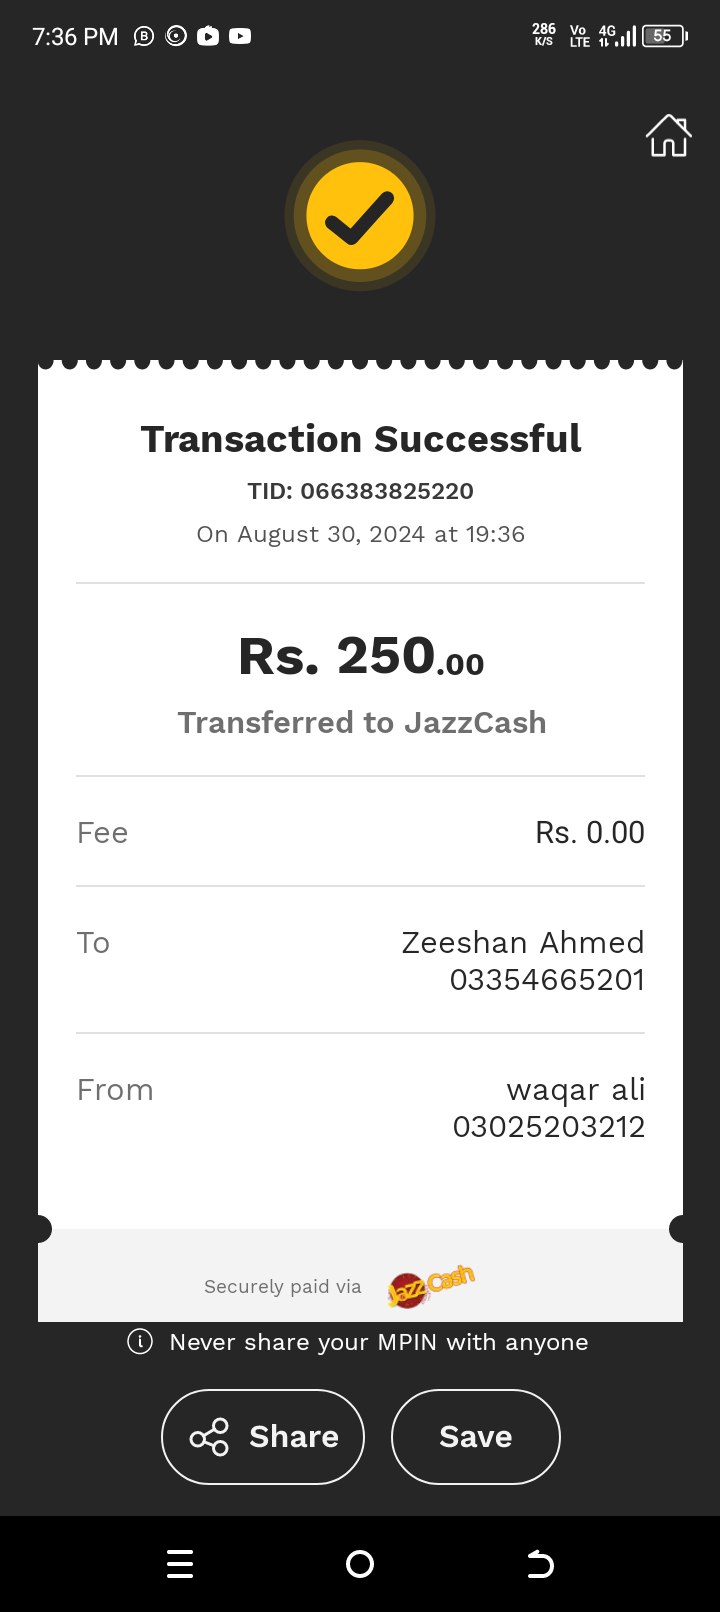 7:36 PM
286 K/S Vo LTE 4G 55
Transaction Successful
TID: 066383825220
On August 30, 2024 at 19:36
Rs. 250.00
Transferred to JazzCash
Fee Rs. 0.00
To Zeeshan Ahmed
03354665201
From waqar ali
03025203212
Securely paid via JazzCash
Never share your MPIN with anyone
Share Save